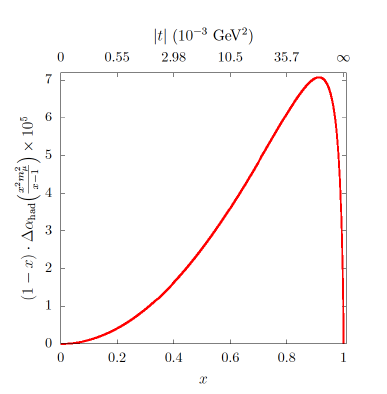 |t| (10⁻³ GeV²)
0 0.55 2.98 10.5 35.7 ∞
(1 − x) · Δα_had(x²m_μ²/(x−1)) × 10⁵
7
6
5
4
3
2
1
0
0 0.2 0.4 0.6 0.8 1
x